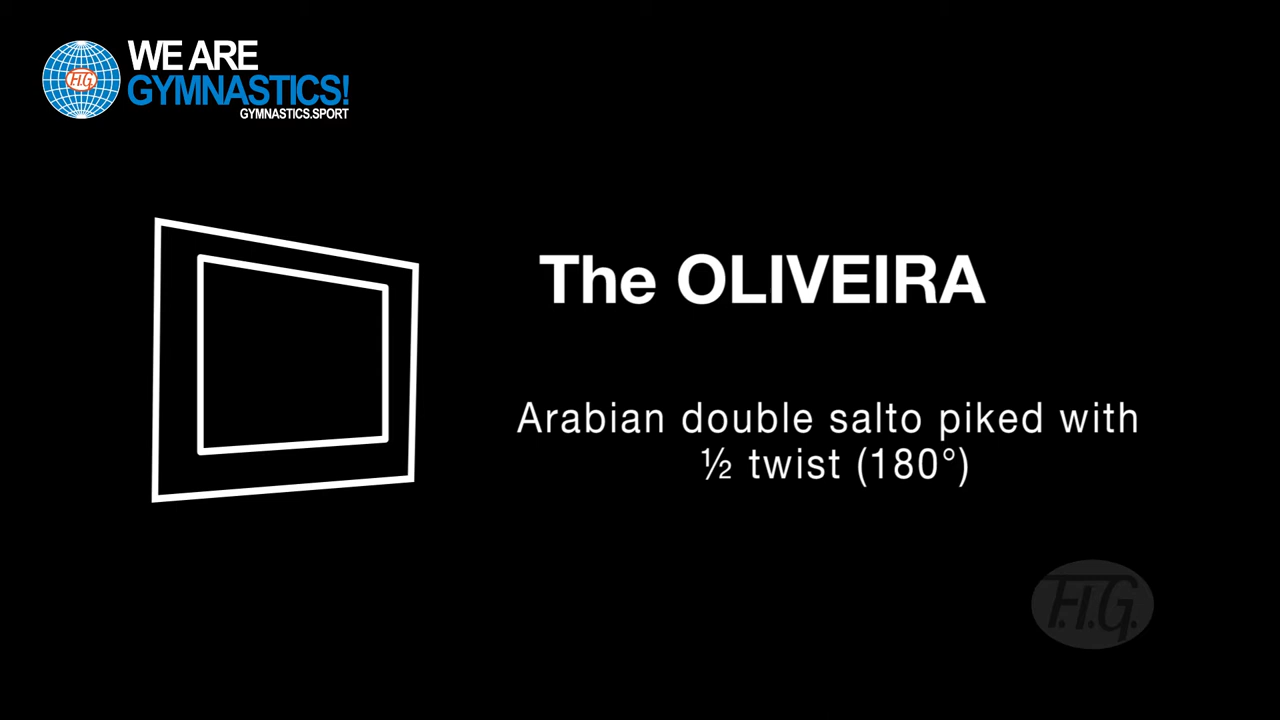 WE ARE
GYMNASTICS!
GYMNASTICS.SPORT
F.I.G.
The OLIVEIRA
Arabian double salto piked with
½ twist (180°)
F.I.G.